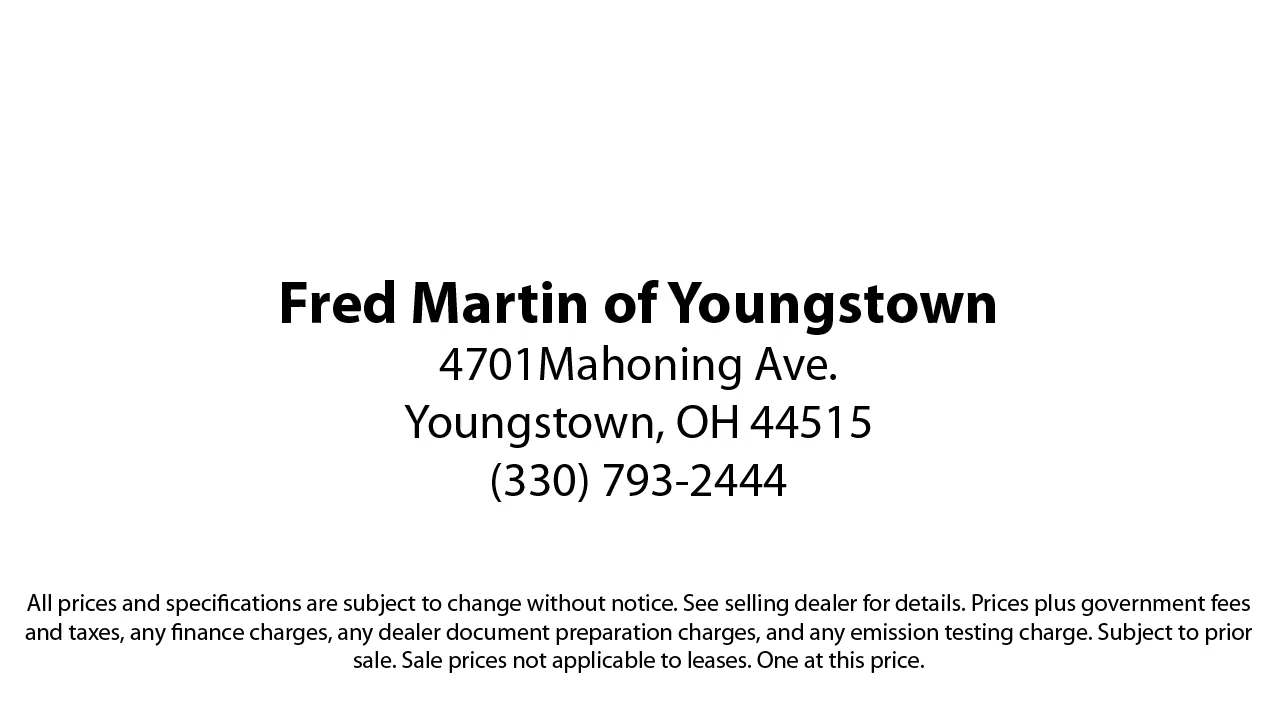 Fred Martin of Youngstown
4701Mahoning Ave.
Youngstown, OH 44515
(330) 793-2444
All prices and specifications are subject to change without notice. See selling dealer for details. Prices plus government fees
and taxes, any finance charges, any dealer document preparation charges, and any emission testing charge. Subject to prior
sale. Sale prices not applicable to leases. One at this price.